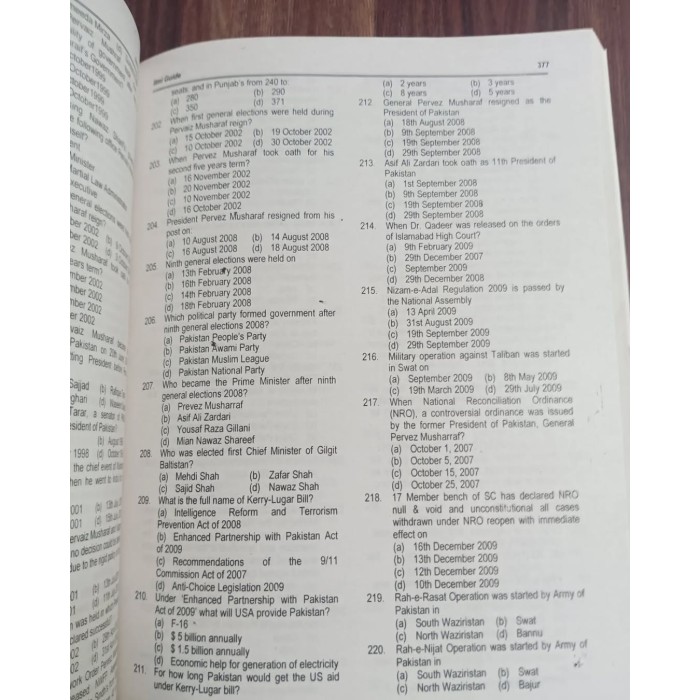 377
seats and in Punjab's from 240 to
(a) 280 (b) 290
(c) 350 (d) 371
202 When first general elections were held during
Pervaiz Musharaf reign?
(a) 15 October 2002 (b) 19 October 2002
(c) 10 October 2002 (d) 30 October 2002
203 When Pervez Musharaf took oath for his
second five years term?
(a) 16 November 2002
(b) 20 November 2002
(c) 10 November 2002
(d) 16 October 2002
204 President Pervez Musharaf resigned from his
post on:
(a) 10 August 2008 (b) 14 August 2008
(c) 16 August 2008 (d) 18 August 2008
205 Ninth general elections were held on
(a) 13th February 2008
(b) 16th February 2008
(c) 14th February 2008
(d) 18th February 2008
206 Which political party formed government after
ninth general elections 2008?
(a) Pakistan People's Party
(b) Pakistan Awami Party
(c) Pakistan Muslim League
(d) Pakistan National Party
207 Who became the Prime Minister after ninth
general elections 2008?
(a) Prevez Musharraf
(b) Asif Ali Zardari
(c) Yousaf Raza Gillani
(d) Mian Nawaz Shareef
208. Who was elected first Chief Minister of Gilgit
Baltistan?
(a) Mehdi Shah (b) Zafar Shah
(c) Sajid Shah (d) Nawaz Shah
209. What is the full name of Kerry-Lugar Bill?
(a) Intelligence Reform and Terrorism
Prevention Act of 2008
(b) Enhanced Partnership with Pakistan Act
of 2009
(c) Recommendations of the 9/11
Commission Act of 2007
(d) Anti-Choice Legislation 2009
210. Under 'Enhanced Partnership with Pakistan
Act of 2009' what will USA provide Pakistan?
(a) F-16
(b) $ 5 billion annually
(c) $ 1.5 billion annually
(d) Economic help for generation of electricity
211. For how long Pakistan would get the US aid
under Kerry-Lugar bill?
(a) 2 years (b) 3 years
(c) 8 years (d) 5 years
212 General Pervez Musharaf resigned as the
President of Pakistan
(a) 18th August 2008
(b) 9th September 2008
(c) 19th September 2008
(d) 29th September 2008
213. Asif Ali Zardari took oath as 11th President of
Pakistan
(a) 1st September 2008
(b) 9th September 2008
(c) 19th September 2008
(d) 29th September 2008
214. When Dr. Qadeer was released on the orders
of Islamabad High Court?
(a) 9th February 2009
(b) 29th December 2007
(c) September 2009
(d) 29th December 2008
215. Nizam-e-Adal Regulation 2009 is passed by
the National Assembly
(a) 13 April 2009
(b) 31st August 2009
(c) 19th September 2009
(d) 29th September 2009
216. Military operation against Taliban was started
in Swat on
(a) September 2009 (b) 8th May 2009
(c) 19th March 2009 (d) 29th July 2009
217. When National Reconciliation Ordinance
(NRO), a controversial ordinance was issued
by the former President of Pakistan, General
Pervez Musharraf?
(a) October 1, 2007
(b) October 5, 2007
(c) October 15, 2007
(d) October 25, 2007
218. 17 Member bench of SC has declared NRO
null & void and unconstitutional all cases
withdrawn under NRO reopen with immediate
effect on
(a) 16th December 2009
(b) 13th December 2009
(c) 12th December 2009
(d) 10th December 2009
219. Rah-e-Rasat Operation was started by Army of
Pakistan in
(a) South Waziristan (b) Swat
(c) North Waziristan (d) Bannu
220. Rah-e-Nijat Operation was started by Army of
Pakistan in
(a) South Waziristan (b) Swat
(c) North Waziristan (d) Bajur